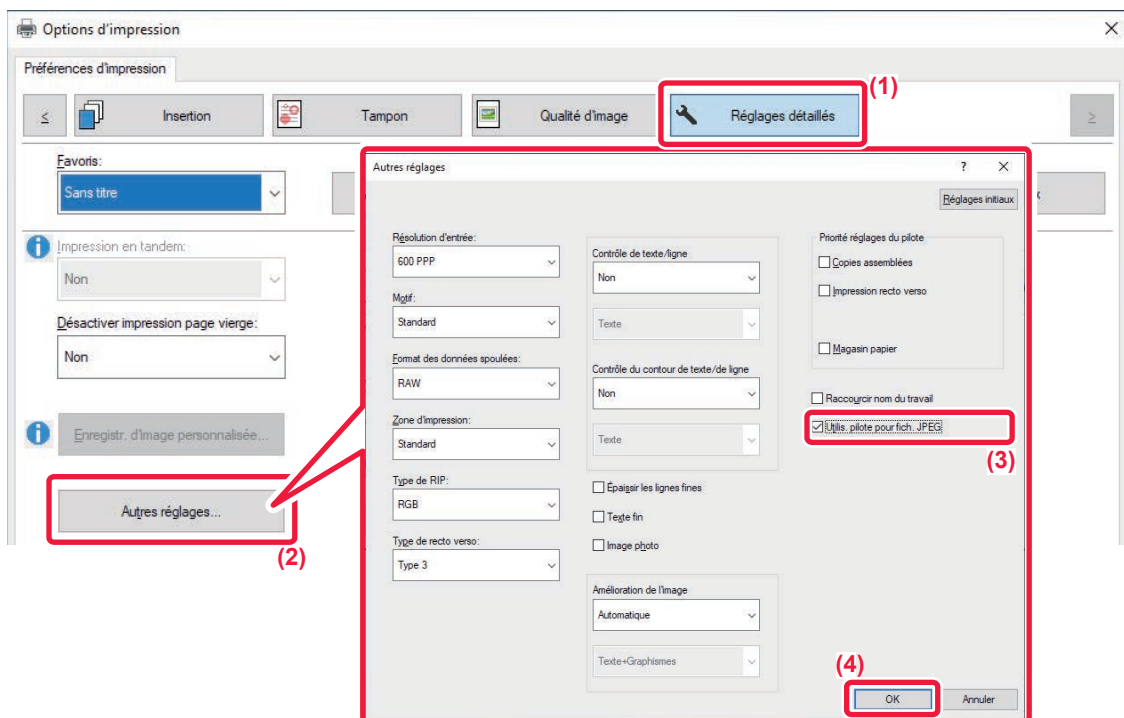 Options d'impression
Préférences d'impression
(1)
<
Insertion
Tampon
Qualité d'image
Réglages détaillés
>
Favoris:
Sans titre
Impression en tandem:
Non
Désactiver impression page vierge:
Non
Enregistr. d'image personnalisée...
Autres réglages...
(2)
Autres réglages
?
Réglages initiaux
Résolution d'entrée:
600 PPP
Motif:
Standard
Format des données spoulées:
RAW
Zone d'impression:
Standard
Type de RIP:
RGB
Type de recto verso:
Type 3
Contrôle de texte/ligne
Non
Texte
Contrôle du contour de texte/de ligne
Non
Texte
Épaissir les lignes fines
Texte fin
Image photo
Amélioration de l'image
Automatique
Texte+Graphismes
Priorité réglages du pilote
Copies assemblées
Impression recto verso
Magasin papier
Raccourcir nom du travail
Utilis. pilote pour fich. JPEG
(3)
(4)
OK
Annuler